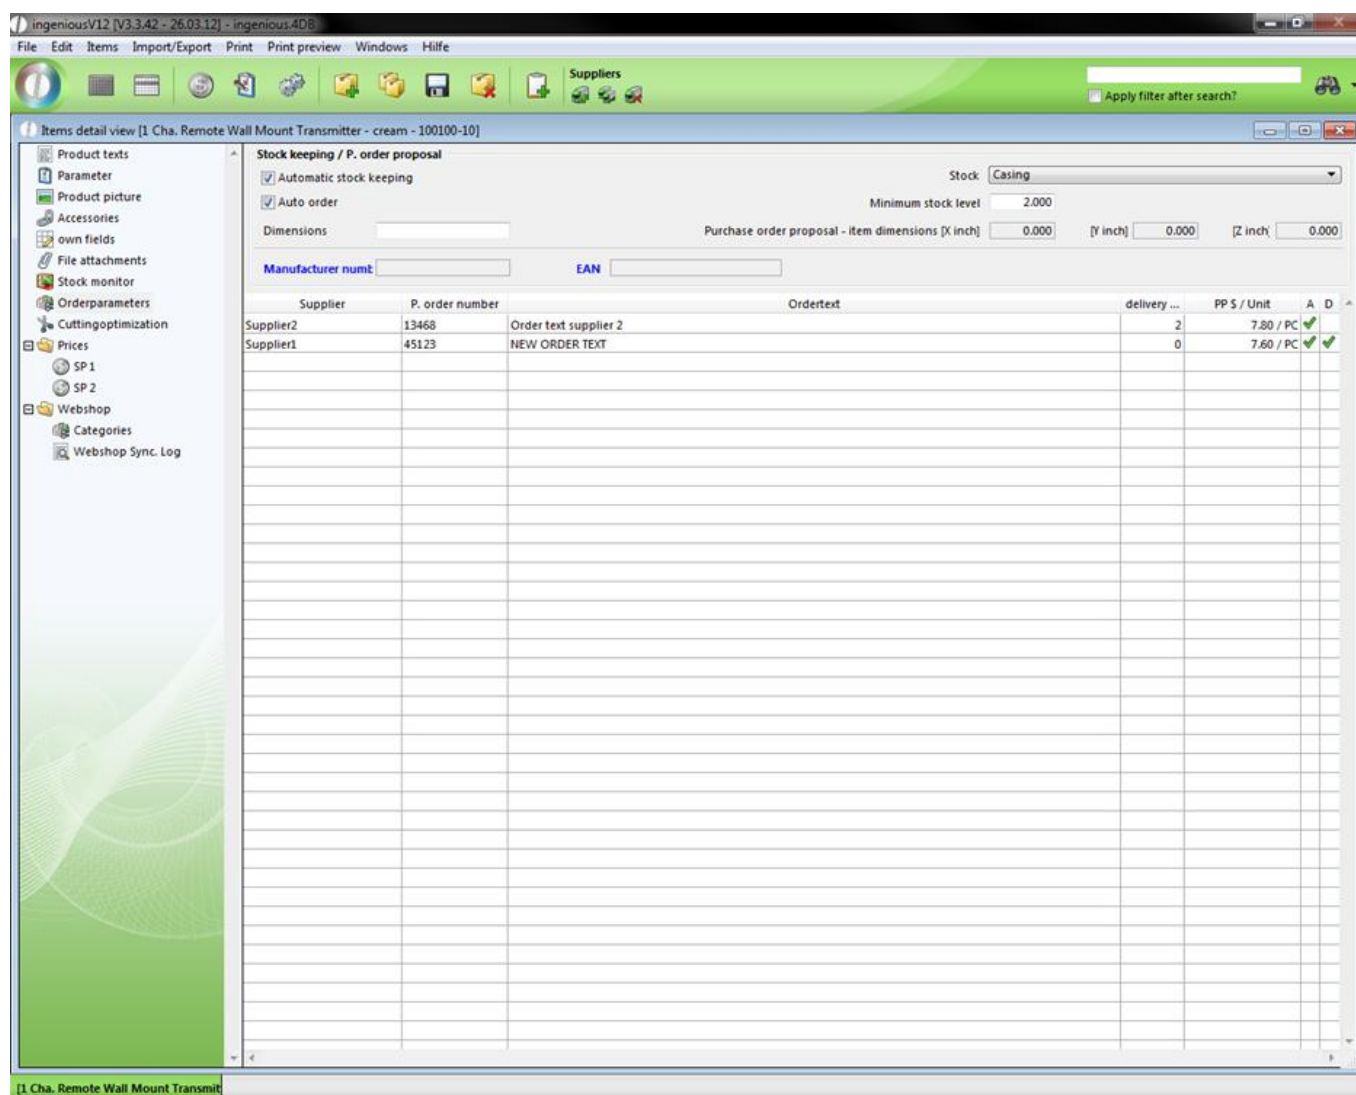 ingeniousV12 [V3.3.42 - 26.03.12] - ingenious.4DB
File Edit Items Import/Export Print Print preview Windows Hilfe
Suppliers
Apply filter after search?
Items detail view [1 Cha. Remote Wall Mount Transmitter - cream - 100100-10]
Product texts
Parameter
Product picture
Accessories
own fields
File attachments
Stock monitor
Orderparameters
Cuttingoptimization
Prices
SP 1
SP 2
Webshop
Categories
Webshop Sync. Log
Stock keeping / P. order proposal
Automatic stock keeping
Stock Casing
Auto order
Minimum stock level 2.000
Dimensions
Purchase order proposal - item dimensions [X inch] 0.000 [Y inch] 0.000 [Z inch 0.000
Manufacturer numb
EAN
Supplier P. order number Ordertext delivery ... PP $ / Unit A D
Supplier2 13468 Order text supplier 2 2 7.80 / PC
Supplier1 45123 NEW ORDER TEXT 0 7.60 / PC
[1 Cha. Remote Wall Mount Transmit